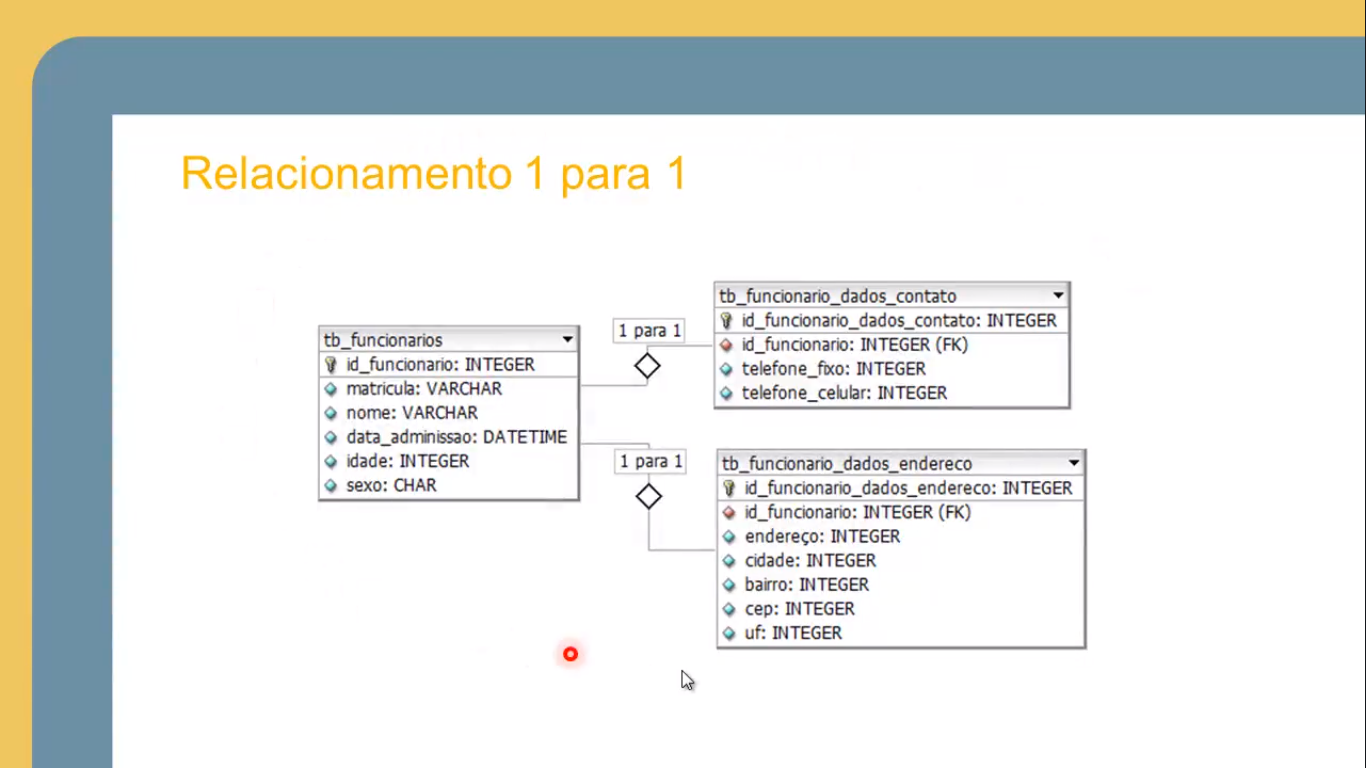 Relacionamento 1 para 1
tb_funcionarios
id_funcionario: INTEGER
matricula: VARCHAR
nome: VARCHAR
data_adminissao: DATETIME
idade: INTEGER
sexo: CHAR
1 para 1
1 para 1
tb_funcionario_dados_contato
id_funcionario_dados_contato: INTEGER
id_funcionario: INTEGER (FK)
telefone_fixo: INTEGER
telefone_celular: INTEGER
tb_funcionario_dados_endereco
id_funcionario_dados_endereco: INTEGER
id_funcionario: INTEGER (FK)
endereço: INTEGER
cidade: INTEGER
bairro: INTEGER
cep: INTEGER
uf: INTEGER